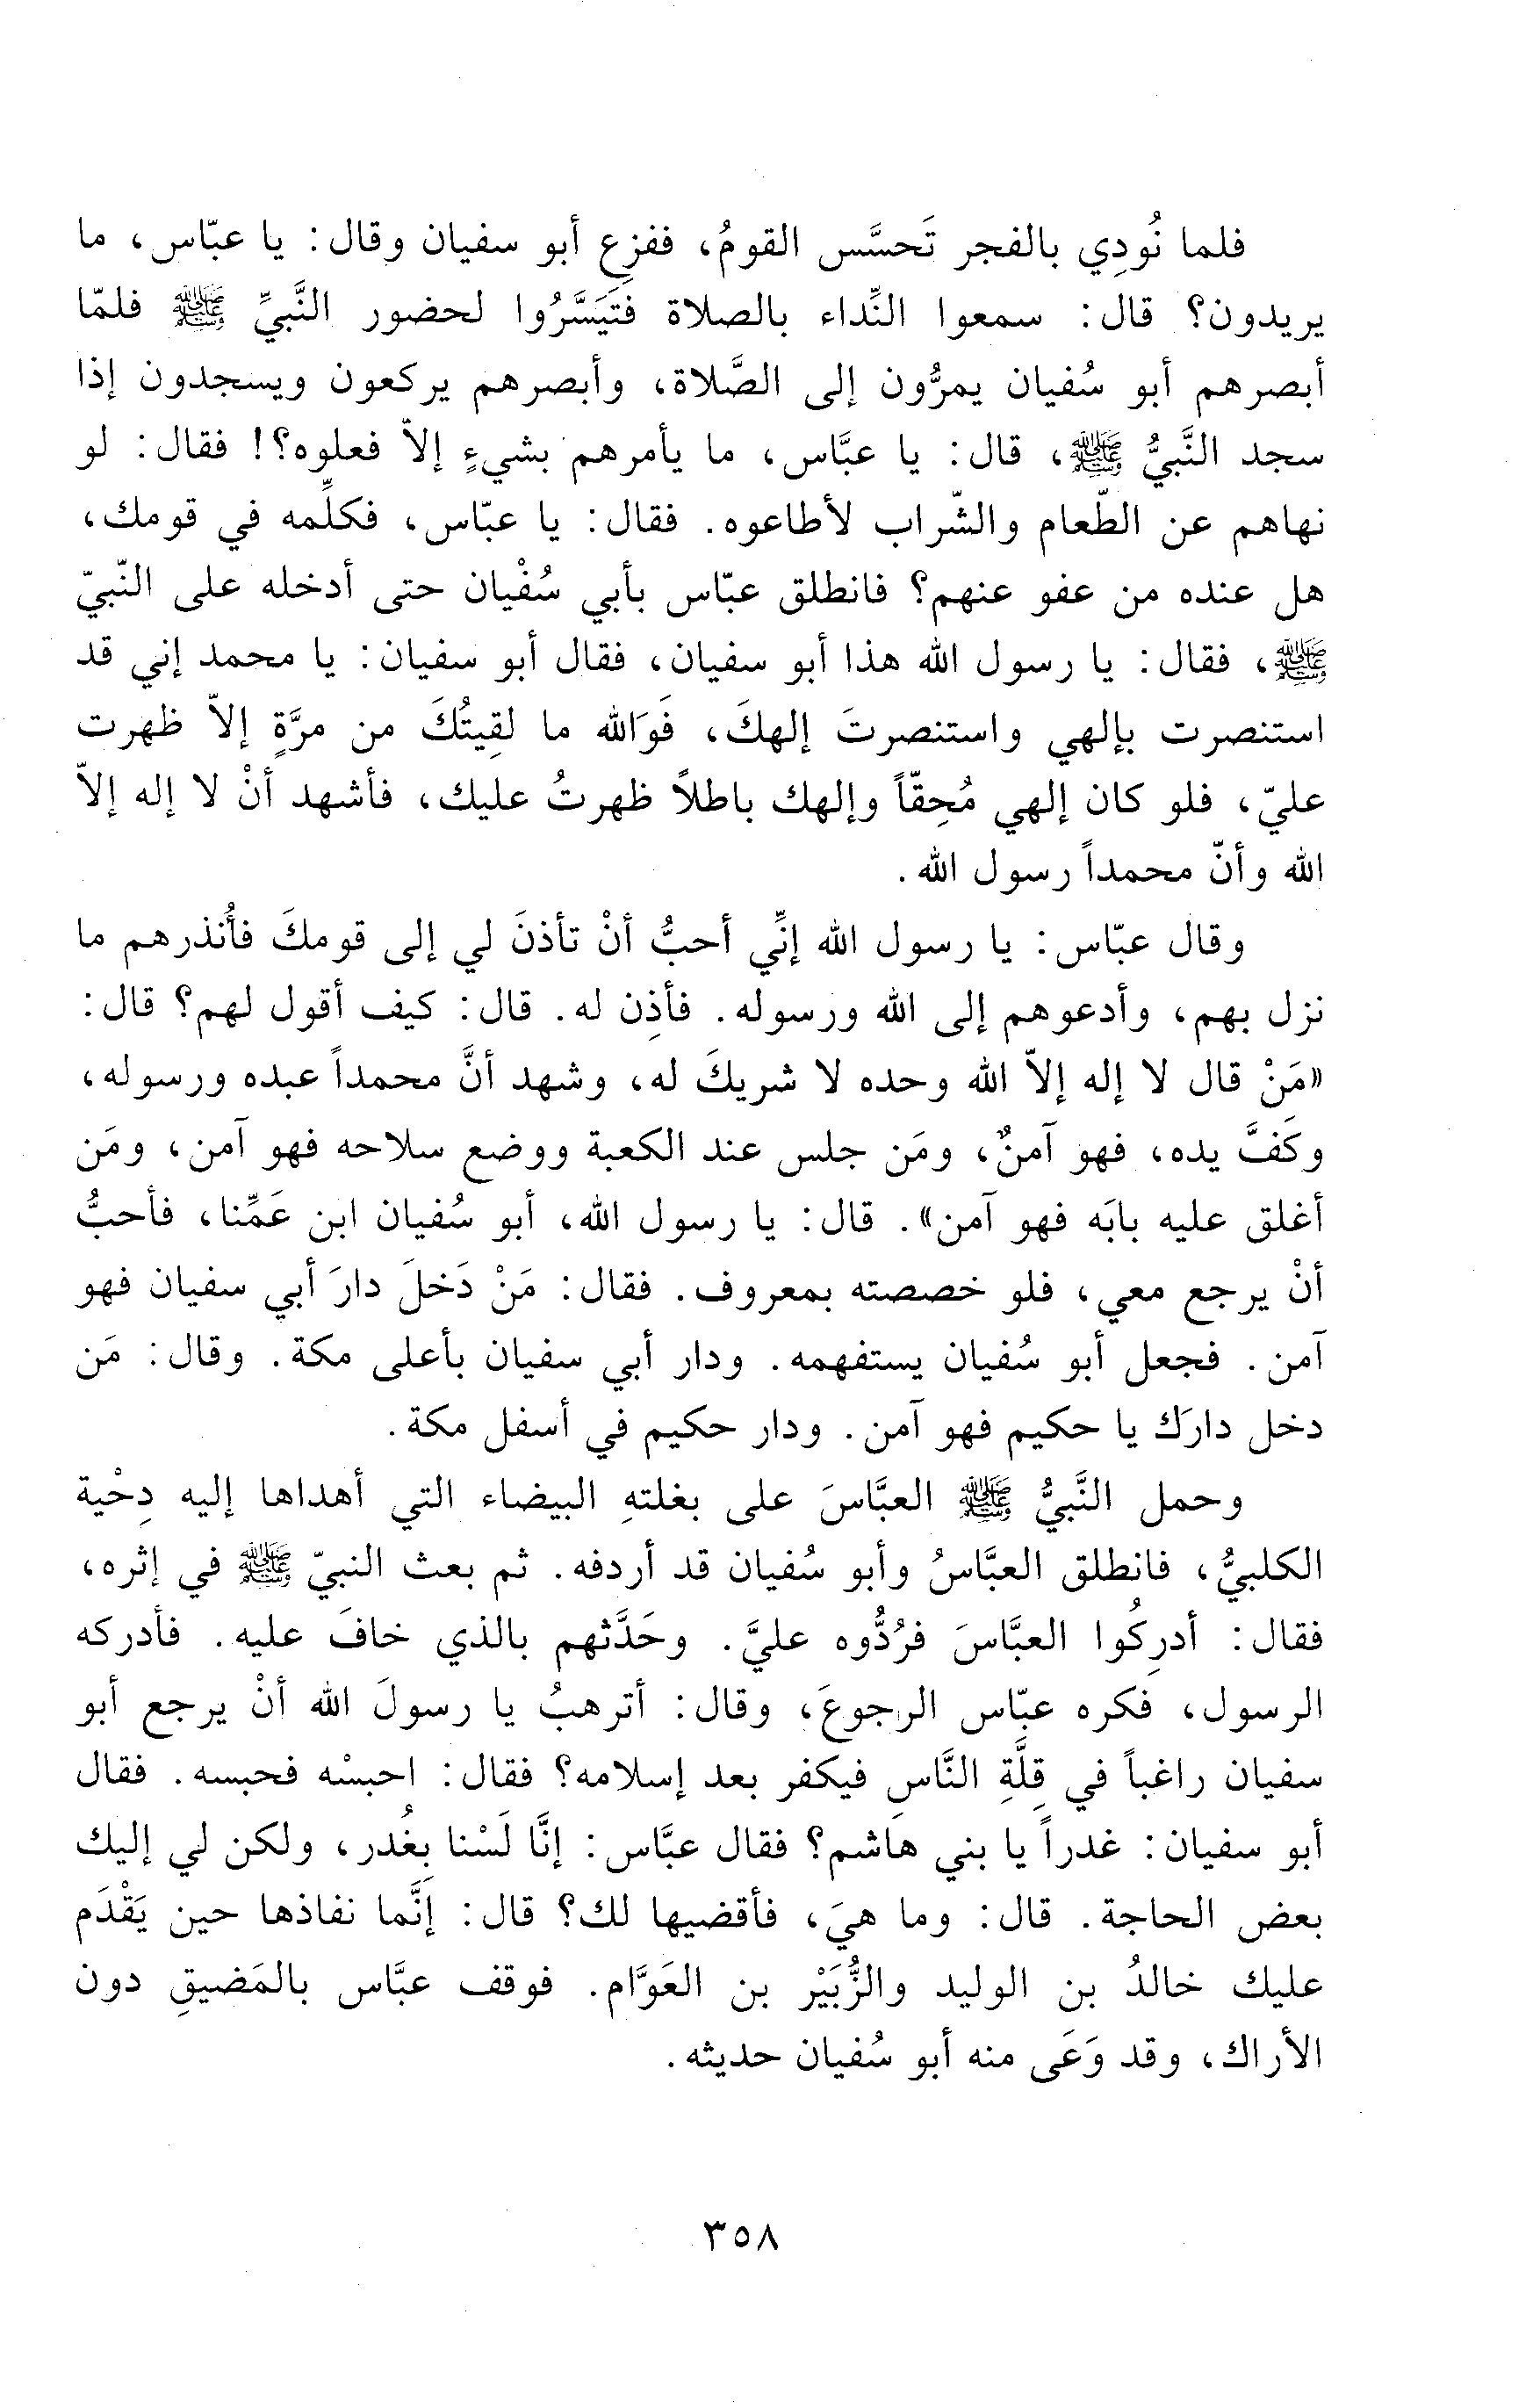 فلما نُودِي بالفجر تَحسَّس القومُ، ففزِع أبو سفيان وقال: يا عبّاس، ما
يريدون؟ قال: سمعوا النِّداء بالصلاة فَتَيَسَّرُوا لحضور النَّبيِّ ﷺ فلمّا
أبصرهم أبو سُفيان يمرُّون إلى الصَّلاة، وأبصرهم يركعون ويسجدون إذا
سجد النَّبيُّ ﷺ، قال: يا عبَّاس، ما يأمرهم بشيءٍ إلاّ فعلوه؟! فقال: لو
نهاهم عن الطّعام والشّراب لأطاعوه. فقال: يا عبّاس، فكلِّمه في قومك،
هل عنده من عفو عنهم؟ فانطلق عبّاس بأبي سُفْيان حتى أدخله على النّبيّ
ﷺ، فقال: يا رسول الله هذا أبو سفيان، فقال أبو سفيان: يا محمد إني قد
استنصرت بإلهي واستنصرتَ إلهكَ، فَوَالله ما لقِيتُكَ من مرَّةٍ إلاّ ظهرت
عليّ، فلو كان إلهي مُحِقّاً وإلهك باطلاً ظهرتُ عليك، فأشهد أنْ لا إله إلاّ
الله وأنّ محمداً رسول الله.
وقال عبّاس: يا رسول الله إنِّي أحبُّ أنْ تأذنَ لي إلى قومكَ فأُنذرهم ما
نزل بهم، وأدعوهم إلى الله ورسوله. فأذِن له. قال: كيف أقول لهم؟ قال:
«مَنْ قال لا إله إلاّ الله وحده لا شريكَ له، وشهد أنَّ محمداً عبده ورسوله،
وكَفَّ يده، فهو آمنٌ، ومَن جلس عند الكعبة ووضع سلاحه فهو آمن، ومَن
أغلق عليه بابَه فهو آمن». قال: يا رسول الله، أبو سُفيان ابن عَمِّنا، فأحبُّ
أنْ يرجع معي، فلو خصصته بمعروف. فقال: مَنْ دَخلَ دارَ أبي سفيان فهو
آمن. فجعل أبو سُفيان يستفهمه. ودار أبي سفيان بأعلى مكة. وقال: مَن
دخل دارَك يا حكيم فهو آمن. ودار حكيم في أسفل مكة.
وحمل النَّبيُّ ﷺ العبَّاسَ على بغلتهِ البيضاء التي أهداها إليه دِحْية
الكلبيُّ، فانطلق العبَّاسُ وأبو سُفيان قد أردفه. ثم بعث النبيّ ﷺ في إثره،
فقال: أدرِكُوا العبَّاسَ فرُدُّوه عليَّ. وحَدَّثهم بالذي خافَ عليه. فأدركه
الرسول، فكره عبّاس الرجوعَ، وقال: أترهبُ يا رسولَ الله أنْ يرجع أبو
سفيان راغباً في قِلَّةِ النَّاسِ فيكفر بعد إسلامه؟ فقال: احبسْه فحبسه. فقال
أبو سفيان: غدراً يا بني هاشم؟ فقال عبَّاس: إنَّا لَسْنا بِغُدر، ولكن لي إليك
بعض الحاجة. قال: وما هيَ، فأقضيها لك؟ قال: إنَّما نفاذها حين يَقْدَم
عليك خالدُ بن الوليد والزُّبَيْر بن العَوَّام. فوقف عبَّاس بالمَضيقِ دون
الأراك، وقد وَعَى منه أبو سُفيان حديثه.
٣٥٨